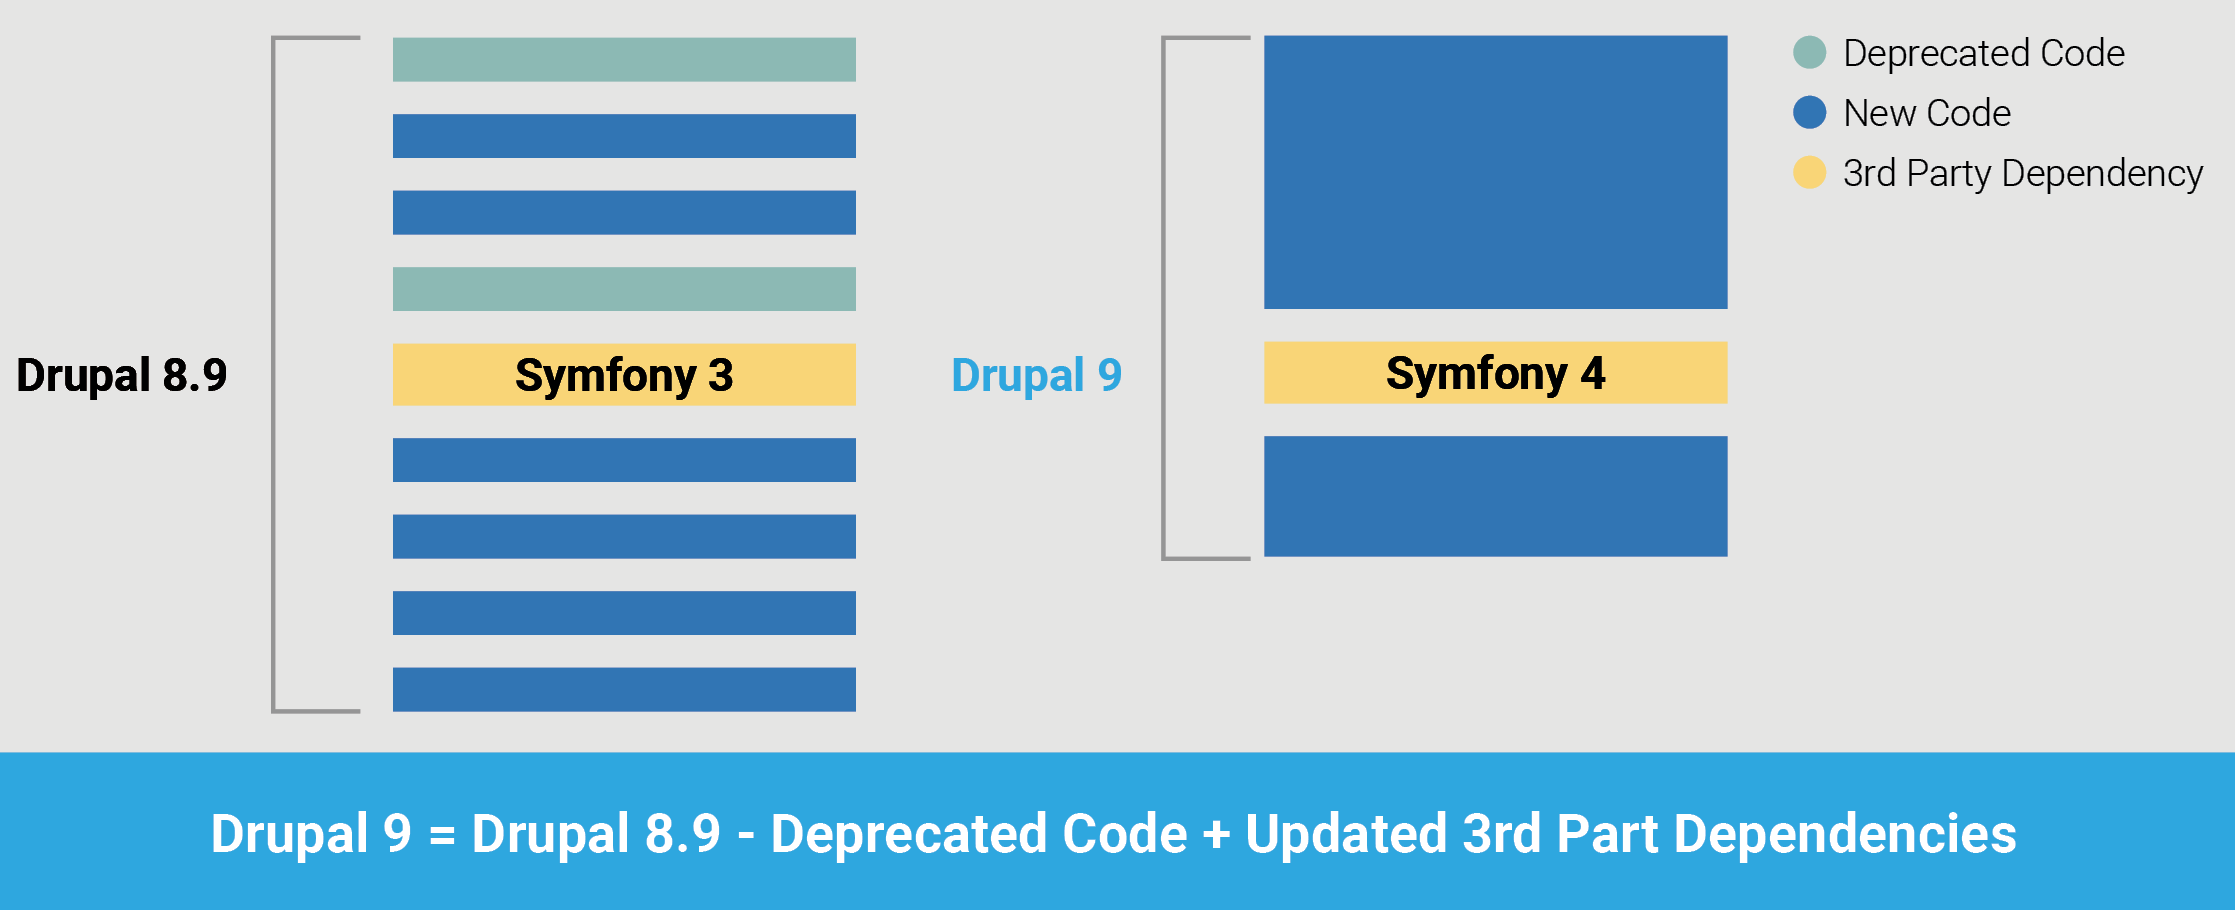 Drupal 8.9
Symfony 3
Drupal 9
Symfony 4
Deprecated Code
New Code
3rd Party Dependency
Drupal 9 = Drupal 8.9 - Deprecated Code + Updated 3rd Part Dependencies